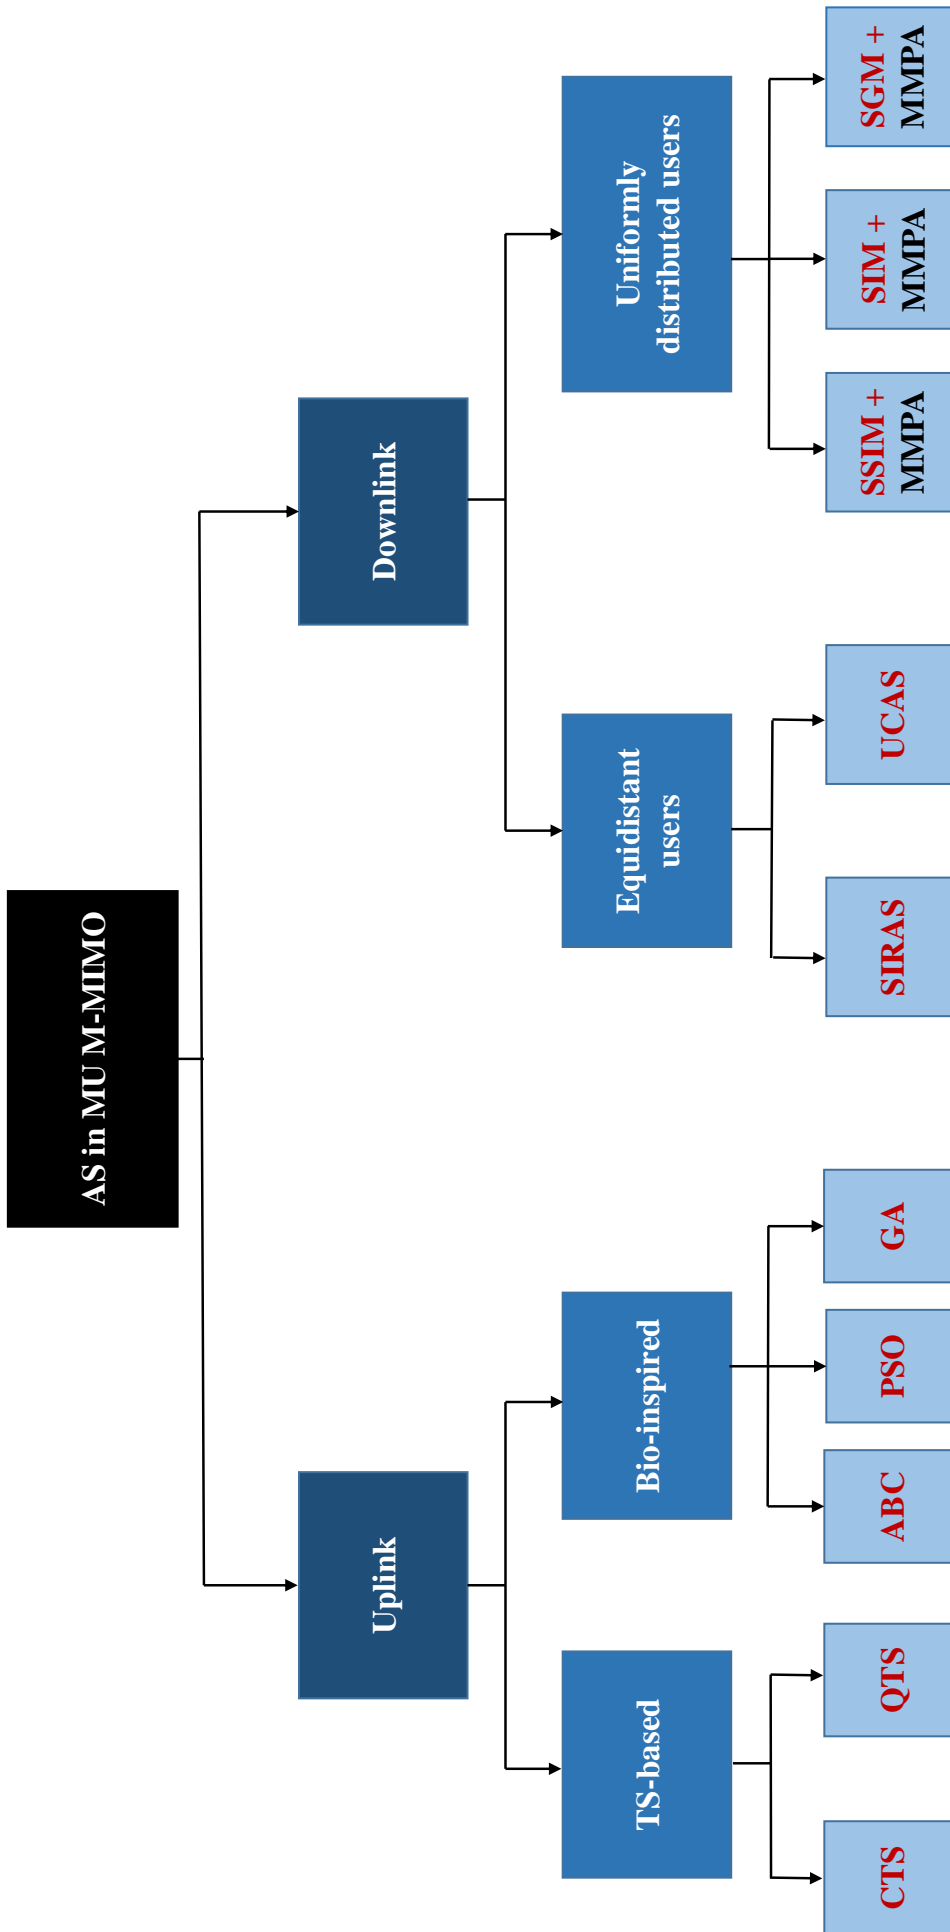 AS in MU M-MIMO
Uplink
Downlink
TS-based
Bio-inspired
Equidistant
users
Uniformly
distributed users
CTS
QTS
ABC
PSO
GA
SIRAS
UCAS
SSIM +
MMPA
SIM +
MMPA
SGM +
MMPA